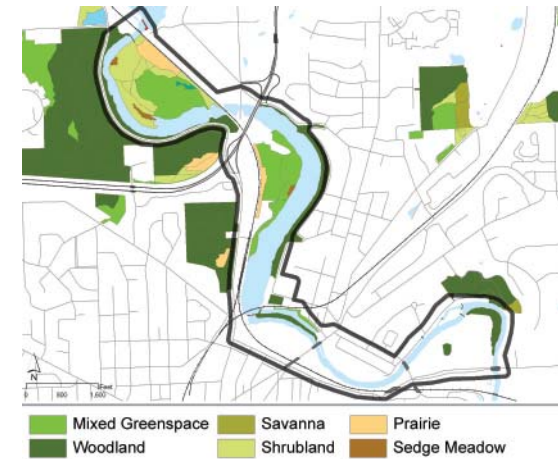 N
Feet
0 800 1,600
Mixed Greenspace Savanna Prairie
Woodland Shrubland Sedge Meadow